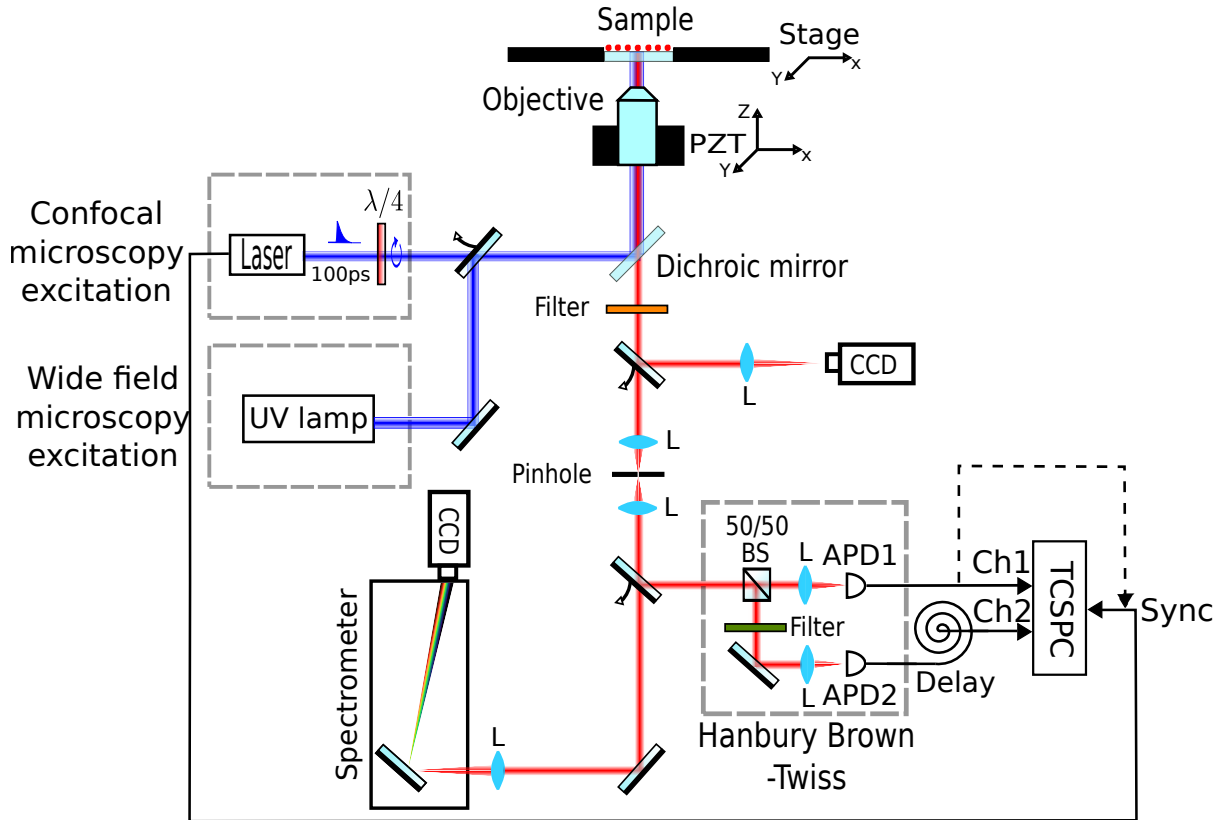 Sample
Stage
x
Y
Objective
Z
PZT
x
Y
λ/4
Confocal
microscopy
excitation
Laser
100ps
Dichroic mirror
Filter
CCD
L
Wide field
microscopy
excitation
UV lamp
L
Pinhole
L
CCD
50/50
BS
L
APD1
Ch1
TCSPC
Sync
Ch2
Filter
L
APD2
Delay
Spectrometer
L
Hanbury Brown
-Twiss